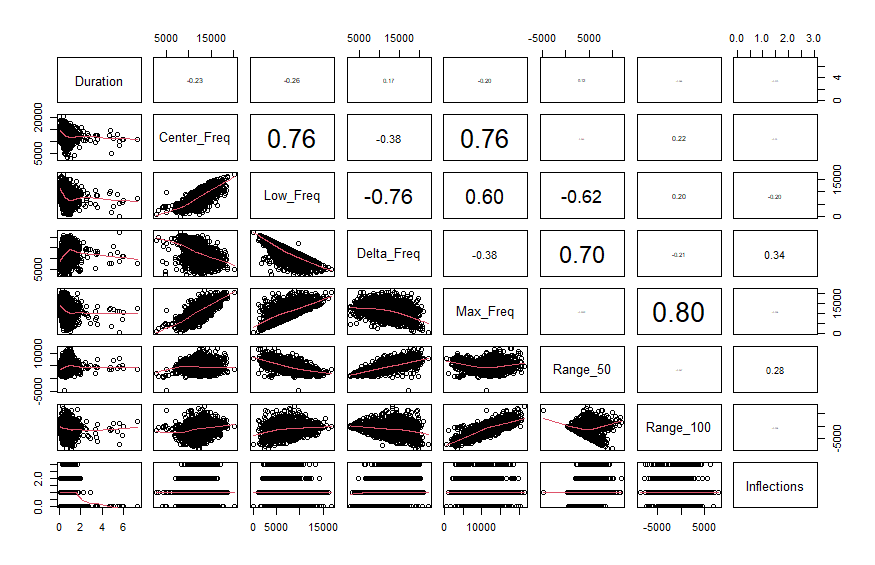 5000 15000 5000 15000 -5000 5000 0.0 1.0 2.0 3.0
Duration -0.23 -0.26 0.17 -0.20 0 4
5000 20000 Center_Freq 0.76 -0.38 0.76 0.22
Low_Freq -0.76 0.60 -0.62 0.20 -0.20 0 15000
5000 Delta_Freq -0.38 0.70 -0.21 0.34
Max_Freq 0.80 0 15000
-5000 10000 Range_50 0.28
Range_100 -5000
0.0 2.0 Inflections
0 2 4 6 0 5000 15000 0 10000 -5000 5000